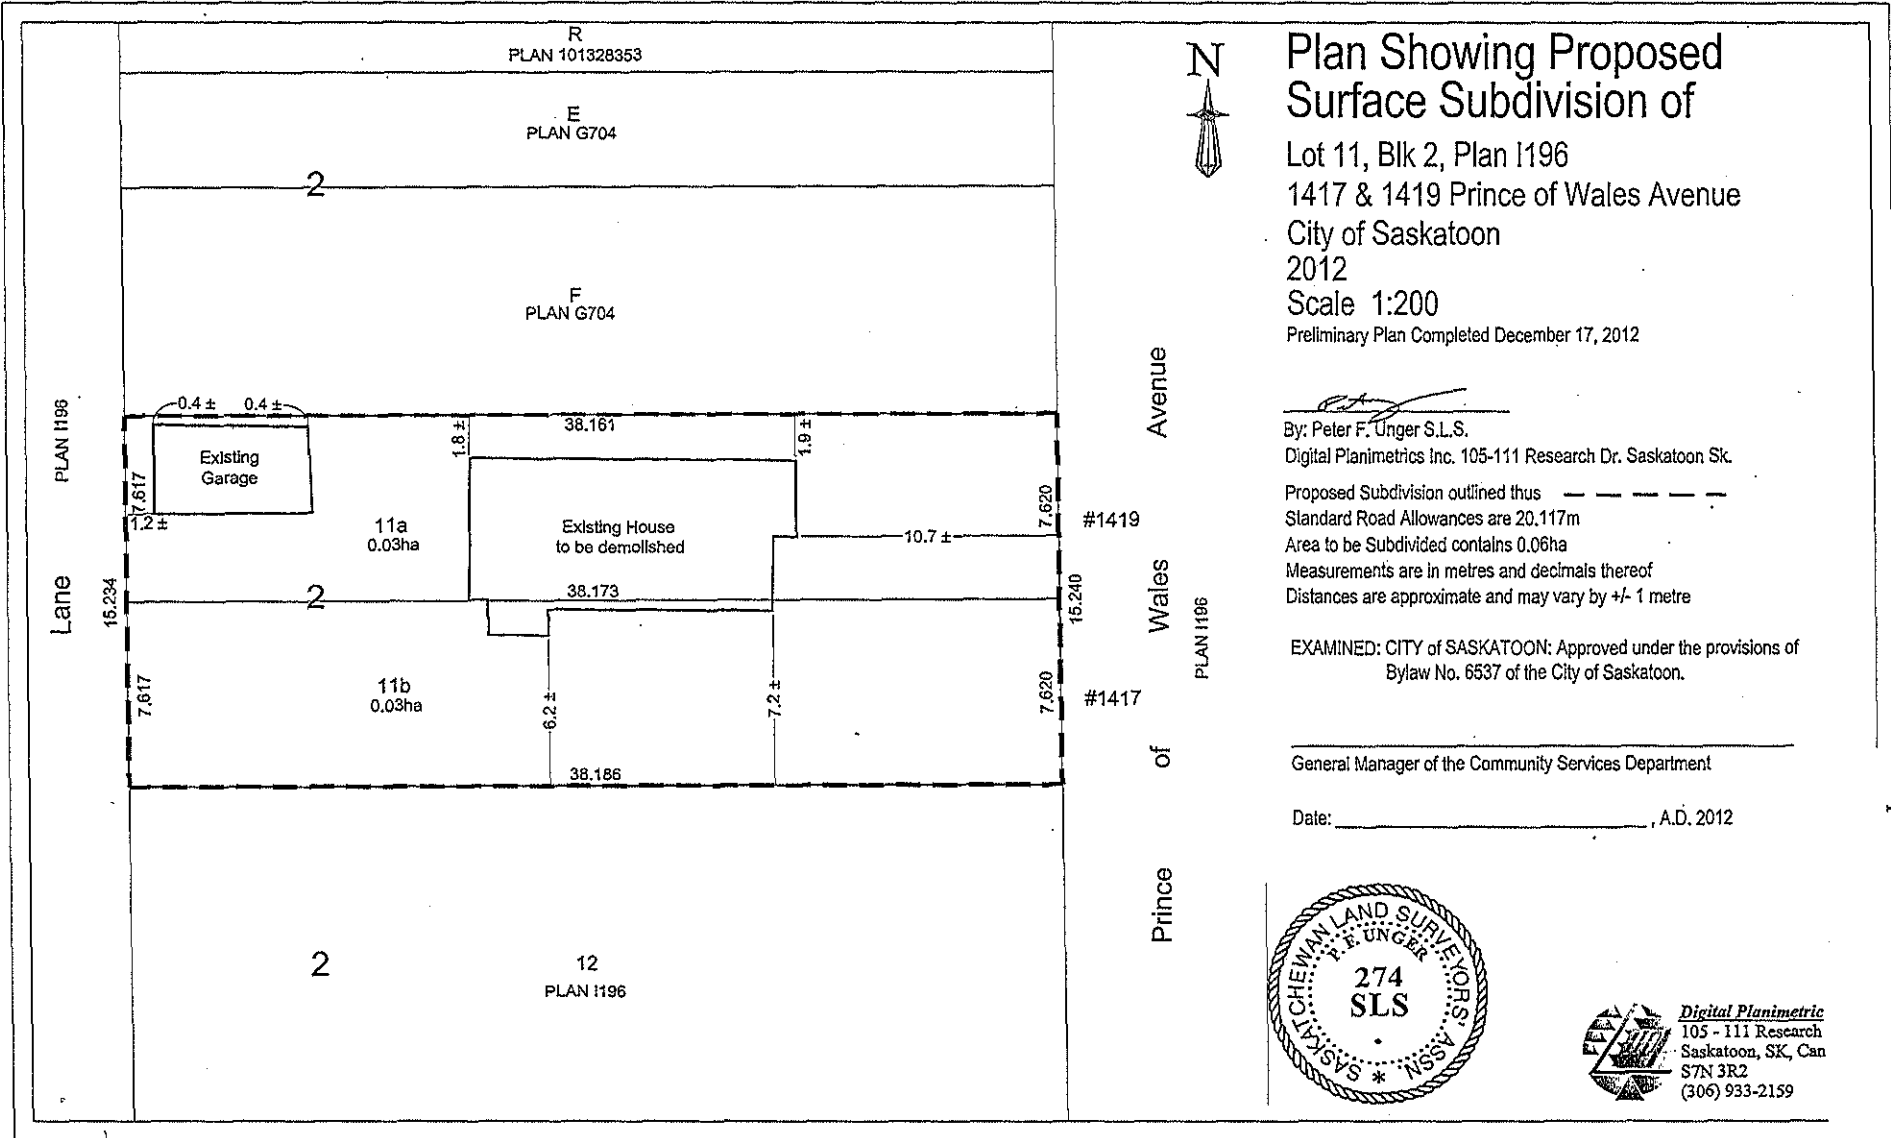 R
PLAN 101328353
E
PLAN G704
2
F
PLAN G704
N
Plan Showing Proposed
Surface Subdivision of
Lot 11, Blk 2, Plan I196
1417 & 1419 Prince of Wales Avenue
City of Saskatoon
2012
Scale 1:200
Preliminary Plan Completed December 17, 2012
By: Peter F. Unger S.L.S.
Digital Planimetrics Inc. 105-111 Research Dr. Saskatoon Sk.
Proposed Subdivision outlined thus
Standard Road Allowances are 20.117m
Area to be Subdivided contains 0.06ha
Measurements are in metres and decimals thereof
Distances are approximate and may vary by +/- 1 metre
EXAMINED: CITY of SASKATOON: Approved under the provisions of
Bylaw No. 6537 of the City of Saskatoon.
General Manager of the Community Services Department
Date: , A.D. 2012
PLAN I196
Lane
0.4 ±
0.4 ±
1.8 ±
38.161
1.9 ±
Existing
Garage
7.617
1.2 ±
11a
0.03ha
Existing House
to be demolished
10.7 ±
7.620
#1419
15.234
2
38.173
15.240
11b
0.03ha
7.617
6.2 ±
7.2 ±
7.620
#1417
38.186
Prince of Wales Avenue
PLAN I196
2
12
PLAN I196
SASKATCHEWAN LAND SURVEYORS' ASSN.
P. F. UNGER
274
SLS
*
Digital Planimetric
105 - 111 Research
Saskatoon, SK, Can
S7N 3R2
(306) 933-2159